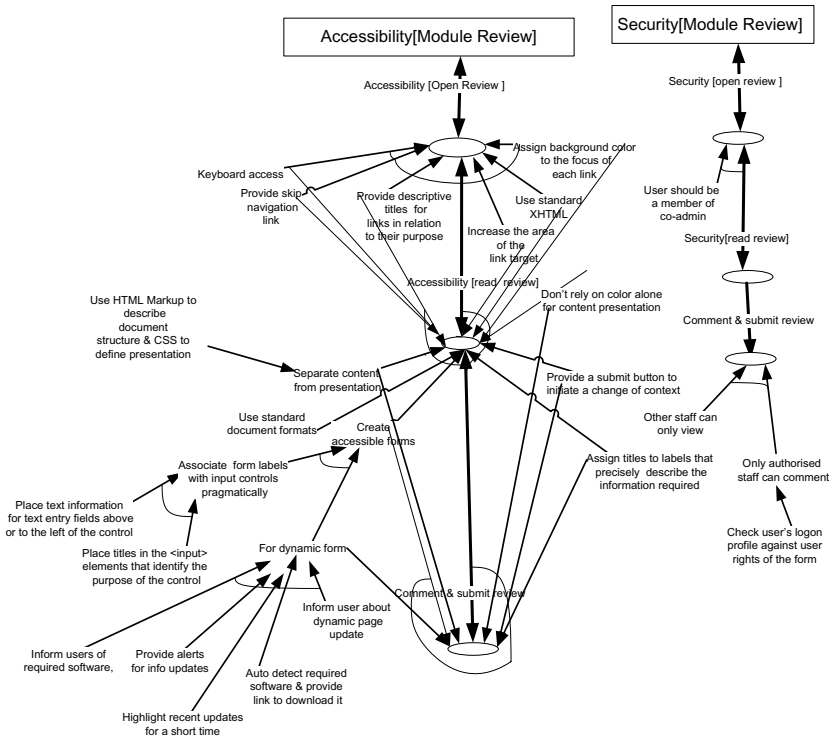 Accessibility[Module Review]
Security[Module Review]
Accessibility [Open Review ]
Security [open review ]
Assign background color
to the focus of
each link
Keyboard access
Provide skip
navigation
link
Provide descriptive
titles for
links in relation
to their purpose
Use standard
XHTML
Increase the area
of the
link target
User should be
a member of
co-admin
Security[read review]
Accessibility [read review]
Don't rely on color alone
for content presentation
Use HTML Markup to
describe
document
structure & CSS to
define presentation
Comment & submit review
Separate content
from presentation
Provide a submit button to
initiate a change of context
Use standard
document formats
Create
accessible forms
Other staff can
only view
Associate form labels
with input controls
pragmatically
Assign titles to labels that
precisely describe the
information required
Only authorised
staff can comment
Place text information
for text entry fields above
or to the left of the control
Place titles in the <input>
elements that identify the
purpose of the control
For dynamic form
Check user's logon
profile against user
rights of the form
Comment & submit review
Inform user about
dynamic page
update
Inform users of
required software,
Provide alerts
for info updates
Auto detect required
software & provide
link to download it
Highlight recent updates
for a short time